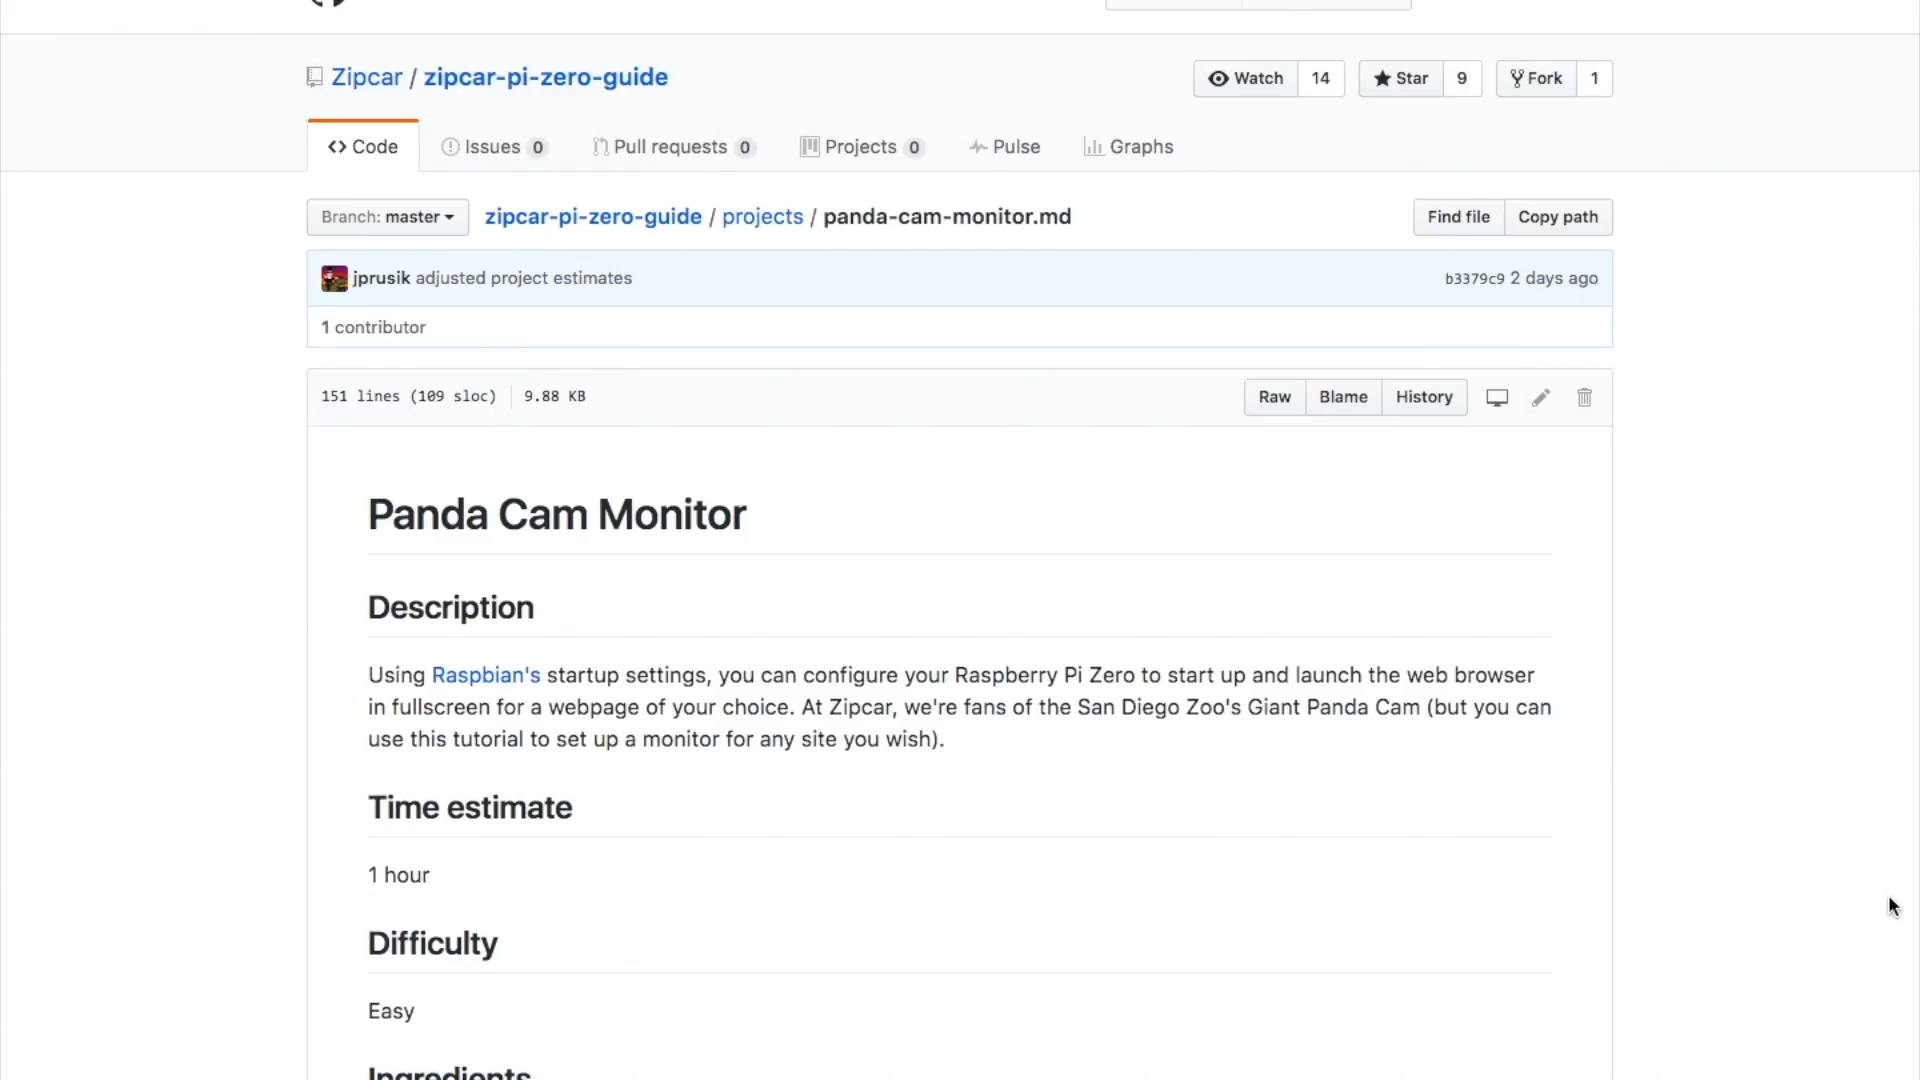 Zipcar / zipcar-pi-zero-guide
Watch 14 Star 9 Fork 1
Code Issues 0 Pull requests 0 Projects 0 Pulse Graphs
Branch: master zipcar-pi-zero-guide / projects / panda-cam-monitor.md Find file Copy path
jprusik adjusted project estimates b3379c9 2 days ago
1 contributor
151 lines (109 sloc) 9.88 KB Raw Blame History
Panda Cam Monitor
Description
Using Raspbian's startup settings, you can configure your Raspberry Pi Zero to start up and launch the web browser
in fullscreen for a webpage of your choice. At Zipcar, we're fans of the San Diego Zoo's Giant Panda Cam (but you can
use this tutorial to set up a monitor for any site you wish).
Time estimate
1 hour
Difficulty
Easy
Ingredients